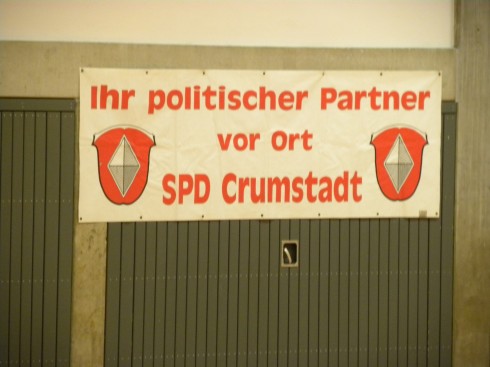 Ihr politischer Partner
vor Ort
SPD Crumstadt